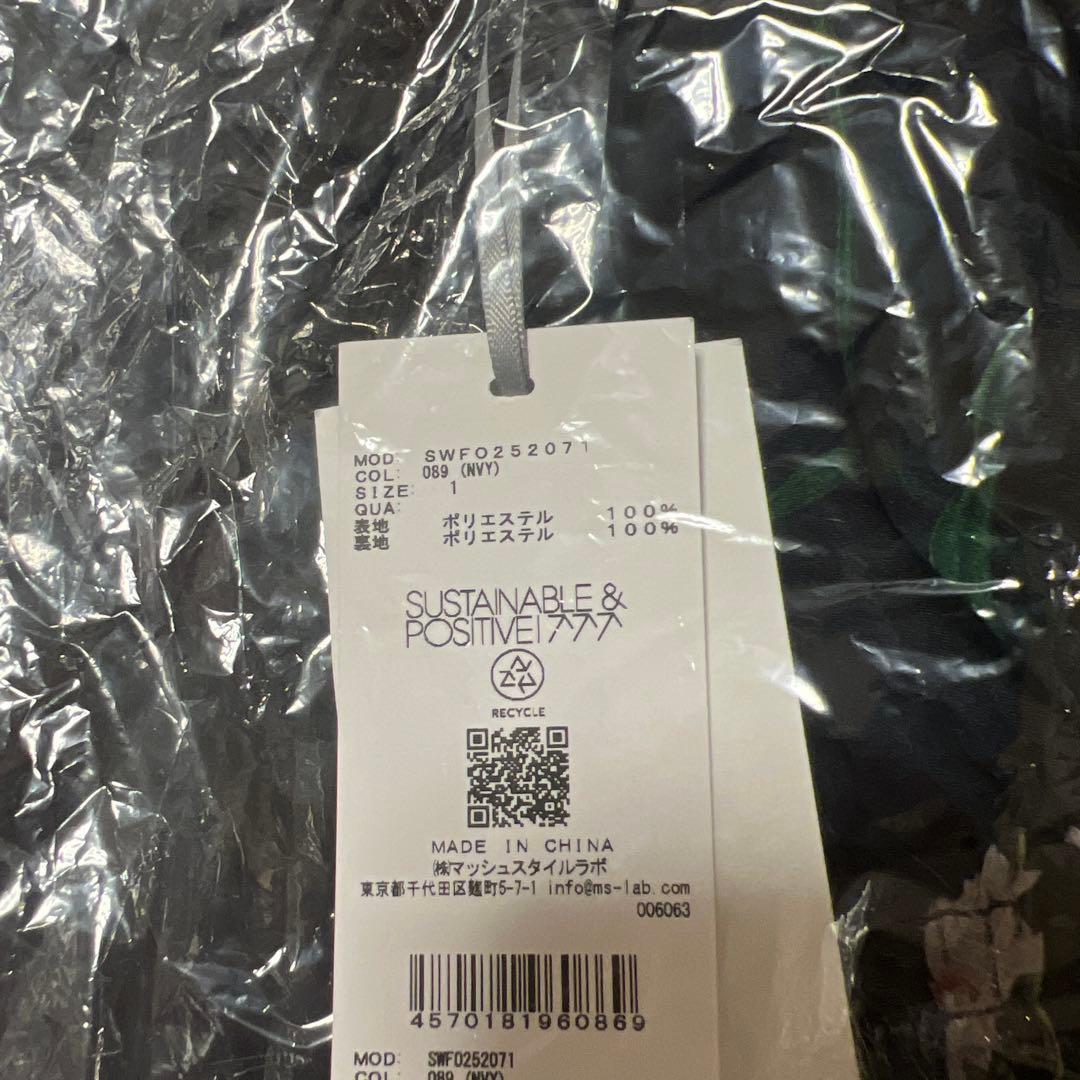 MOD: SWFO252071
COL: 089 (NVY)
SIZE: 1
QUA:
表地 ポリエステル 100%
裏地 ポリエステル 100%
SUSTAINABLE &
POSITIVE!
RECYCLE
MADE IN CHINA
㈱マッシュスタイルラボ
東京都千代田区麹町5-7-1 info@ms-lab.com
006063
4570181960869
MOD: SWFO252071
COL: 089 (NVY)